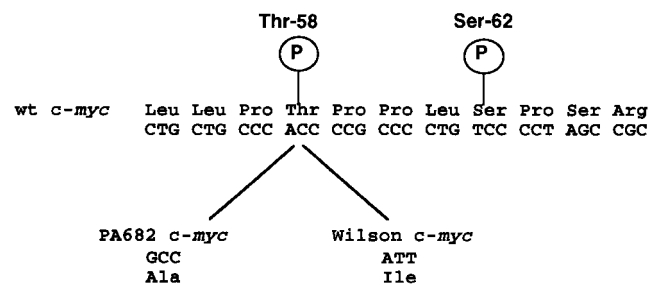 Thr-58 Ser-62
P P
wt c-myc Leu Leu Pro Thr Pro Pro Leu Ser Pro Ser Arg
CTG CTG CCC ACC CCG CCC CTG TCC CCT AGC CGC
PA682 c-myc Wilson c-myc
GCC ATT
Ala Ile